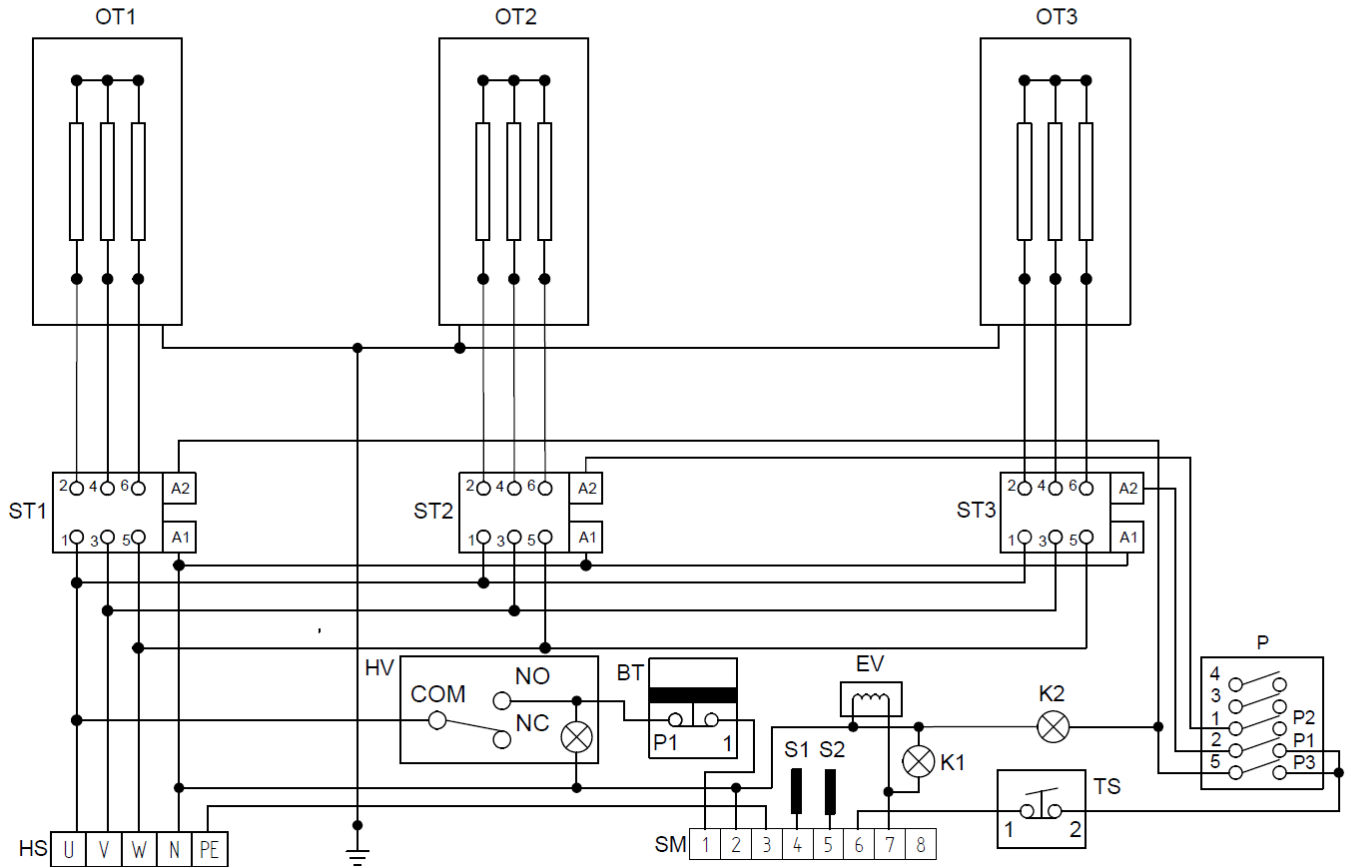 OT1 OT2 OT3
2 4 6 A2 2 4 6 A2 2 4 6 A2
ST1 ST2 ST3
1 3 5 A1 1 3 5 A1 1 3 5 A1
HV COM NO NC
BT P1 1
EV
K2
K1
S1 S2
P
4
3
1 P2
2 P1
5 P3
TS 1 2
HS U V W N PE
SM 1 2 3 4 5 6 7 8